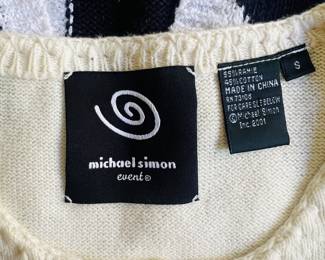 michael simon
event©
55% RAMIE
45% COTTON
MADE IN CHINA
RN 73406
FOR CARE SEE BELOW
©Michael Simon
Inc. 2001
S